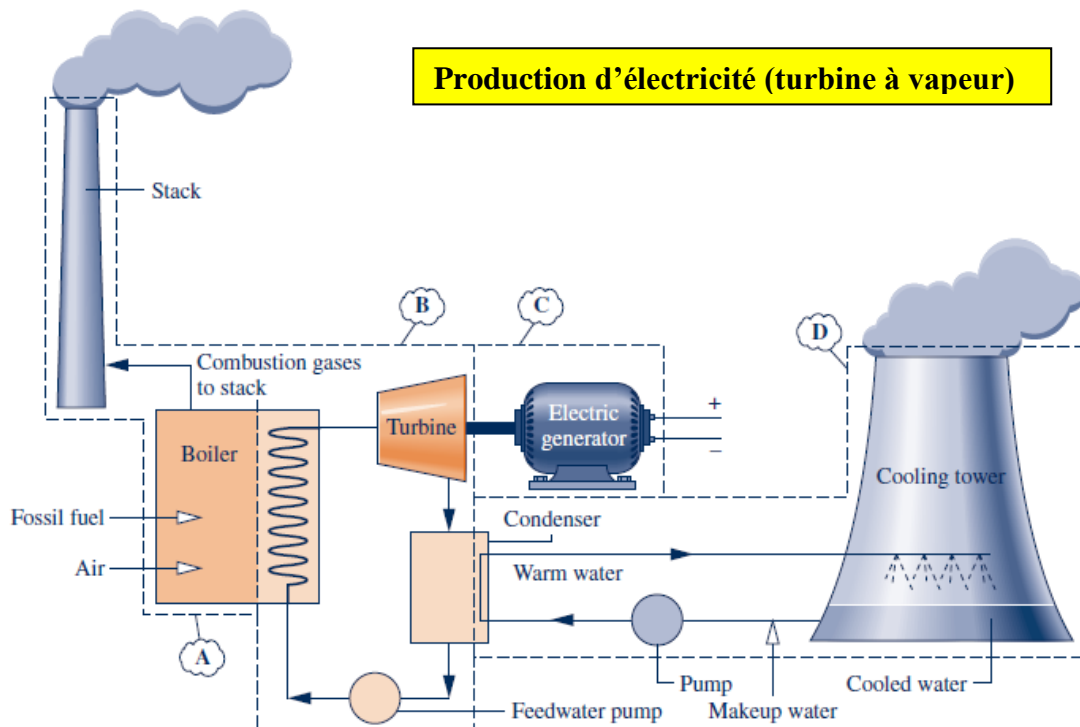 Production d'électricité (turbine à vapeur)
Stack
B
C
D
Combustion gases
to stack
Turbine
Electric
generator
+
–
Boiler
Cooling tower
Fossil fuel
Condenser
Air
Warm water
A
Pump
Cooled water
Feedwater pump
Makeup water